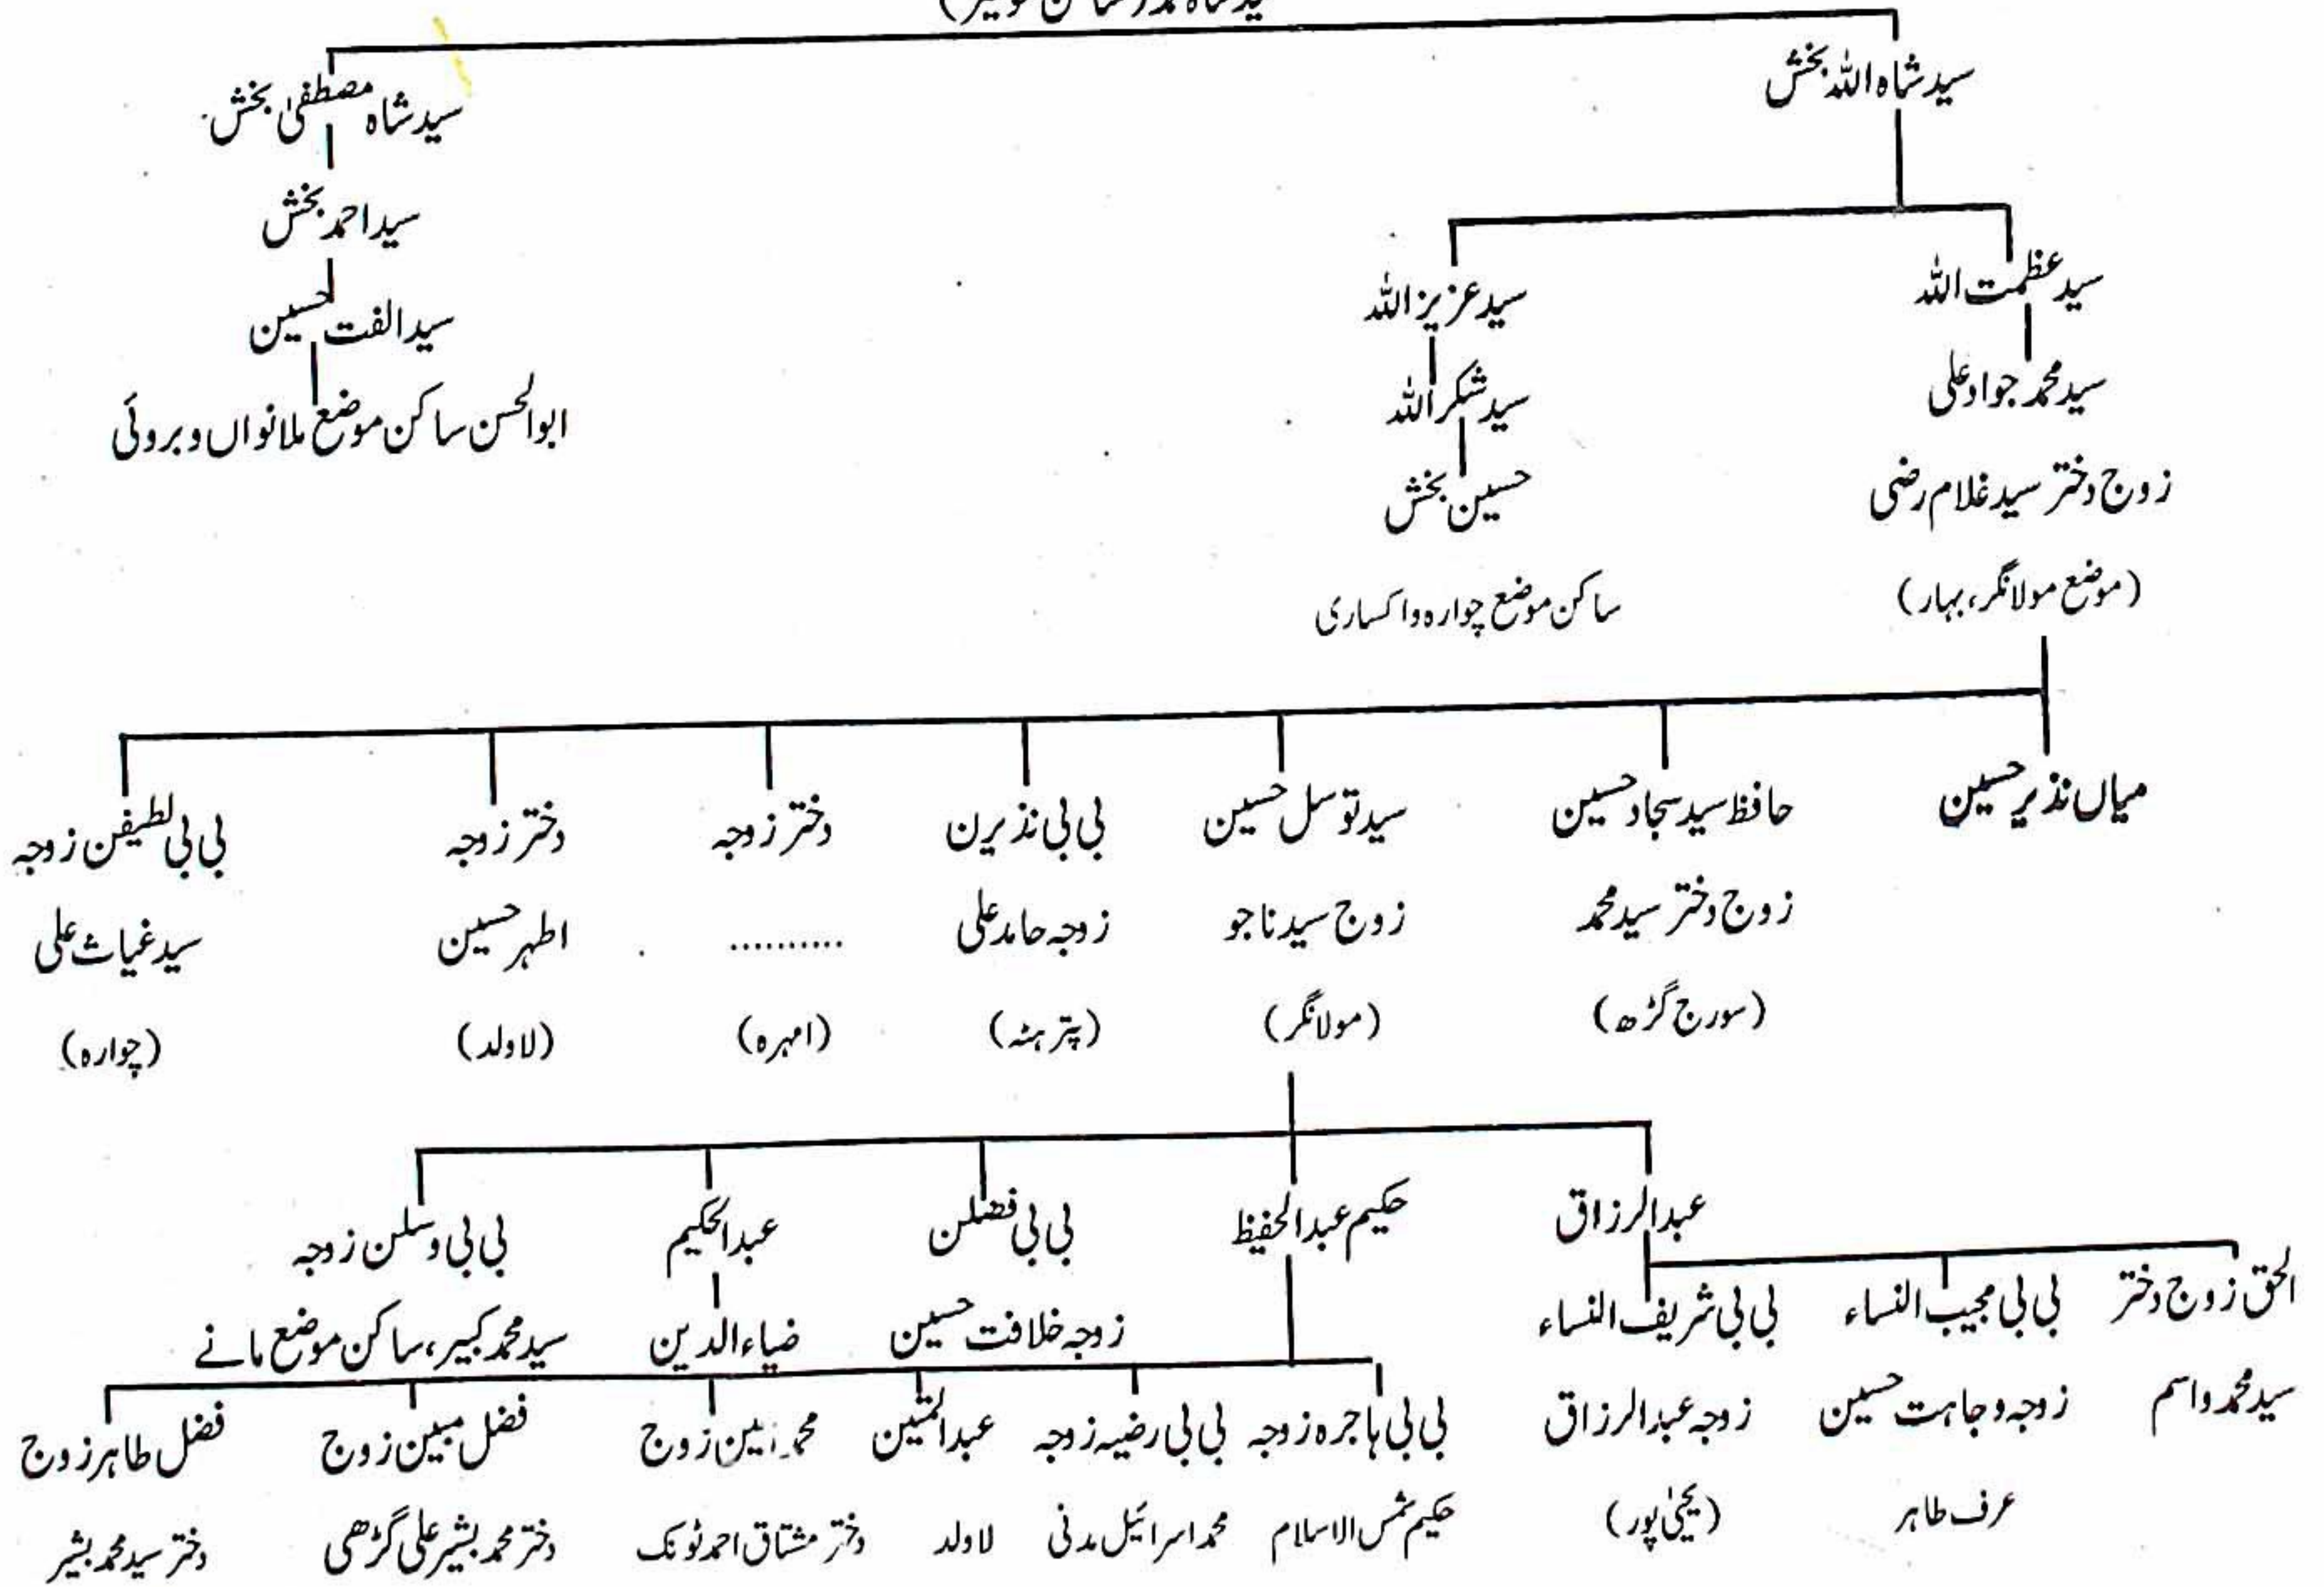 سید شاہ اللہ بخش
سید شاہ مصطفیٰ بخش
سید احمد بخش
سید عظمت اللہ
سید عزیز اللہ
سید الفت حسین
سید محمد جواد علی
سید شکر اللہ
ابوالحسن ساکن موضع ملانواں و بروئی
زوج دختر سید غلام رضی
حسین بخش
(موضع مولانگر، بہار)
ساکن موضع چوارہ و اکساری
میاں نذیر حسین
حافظ سید سجاد حسین
زوج دختر سید محمد
(سورج گڑھ)
سید توسل حسین
زوج سید ناجو
(مولانگر)
بی بی نذیرن
زوجہ حامد علی
(پتر ہٹہ)
دختر زوجہ
..........
(امہرہ)
دختر زوجہ
اطہر حسین
(لاولد)
بی بی لطیفن زوجہ
سید غیاث علی
(چوارہ)
عبدالرزاق
حکیم عبدالحفیظ
بی بی فضلن
زوجہ خلافت حسین
عبدالحکیم
ضیاء الدین
بی بی وسلن زوجہ
سید محمد کبیر، ساکن موضع مانے
الحق زوج دختر
سید محمد واسم
بی بی مجیب النساء
زوجہ وجاہت حسین
عرف طاہر
بی بی شریف النساء
زوجہ عبدالرزاق
(یحییٰ پور)
بی بی ہاجرہ زوجہ
حکیم شمس الاسلام
بی بی رضیہ زوجہ
محمد اسرائیل مدنی
عبدالمتین
لاولد
محمد زوج
دختر مشتاق احمد ٹونک
فضل مبین زوج
دختر محمد بشیر علی گڑھی
فضل طاہر زوج
دختر سید محمد بشیر